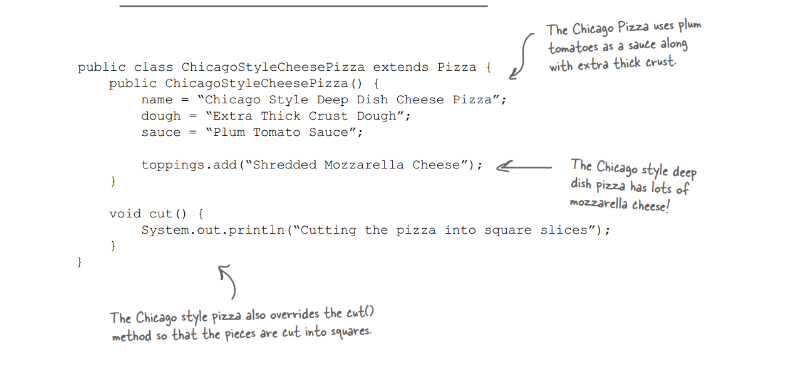 The Chicago Pizza uses plum
tomatoes as a sauce along
with extra thick crust.
public class ChicagoStyleCheesePizza extends Pizza {
public ChicagoStyleCheesePizza() {
name = “Chicago Style Deep Dish Cheese Pizza”;
dough = “Extra Thick Crust Dough”;
sauce = “Plum Tomato Sauce”;
toppings.add(“Shredded Mozzarella Cheese”);
}
The Chicago style deep
dish pizza has lots of
mozzarella cheese!
void cut() {
System.out.println(“Cutting the pizza into square slices”);
}
}
The Chicago style pizza also overrides the cut()
method so that the pieces are cut into squares.